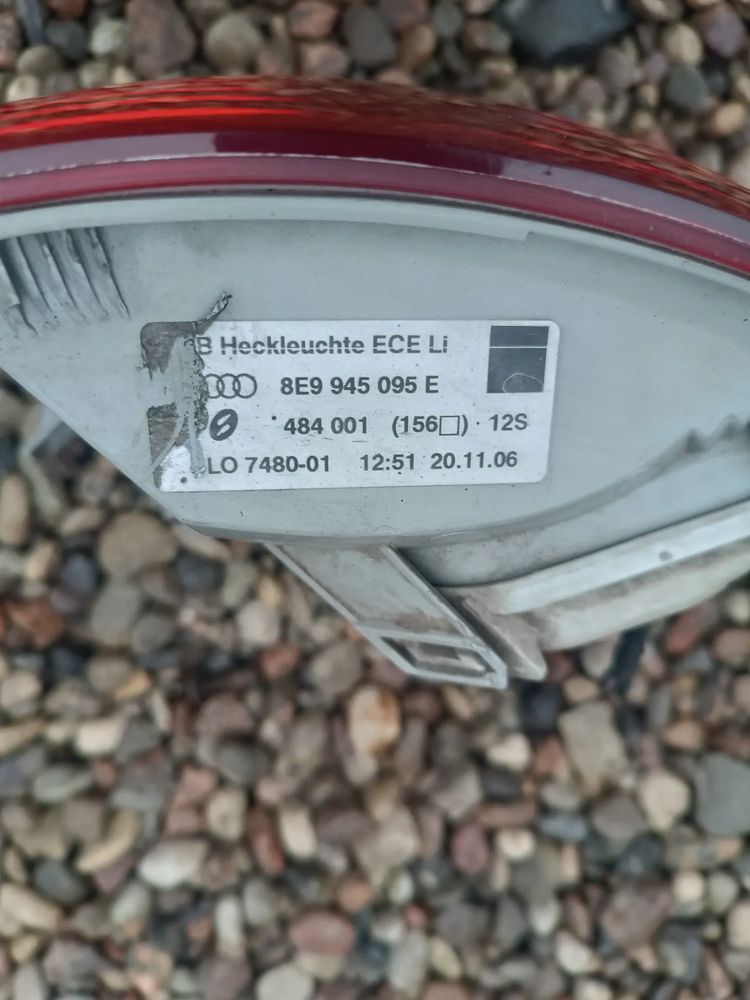 B Heckleuchte ECE Li
8E9 945 095 E
484 001 (156□) · 12S
LO 7480-01 12:51 20.11.06